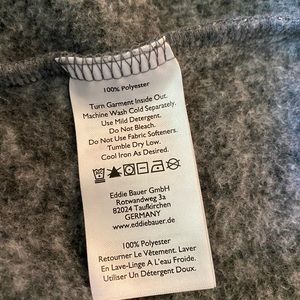 100% Polyester
Turn Garment Inside Out.
Machine Wash Cold Separately.
Use Mild Detergent.
Do Not Bleach.
Do Not Use Fabric Softeners.
Tumble Dry Low.
Cool Iron As Desired.
Eddie Bauer GmbH
Rotwandweg 3a
82024 Taufkirchen
GERMANY
www.eddiebauer.de
100% Polyester
Retourner Le Vêtement. Laver
En Lave-Linge A L'eau Froide.
Utiliser Un Détergent Doux.